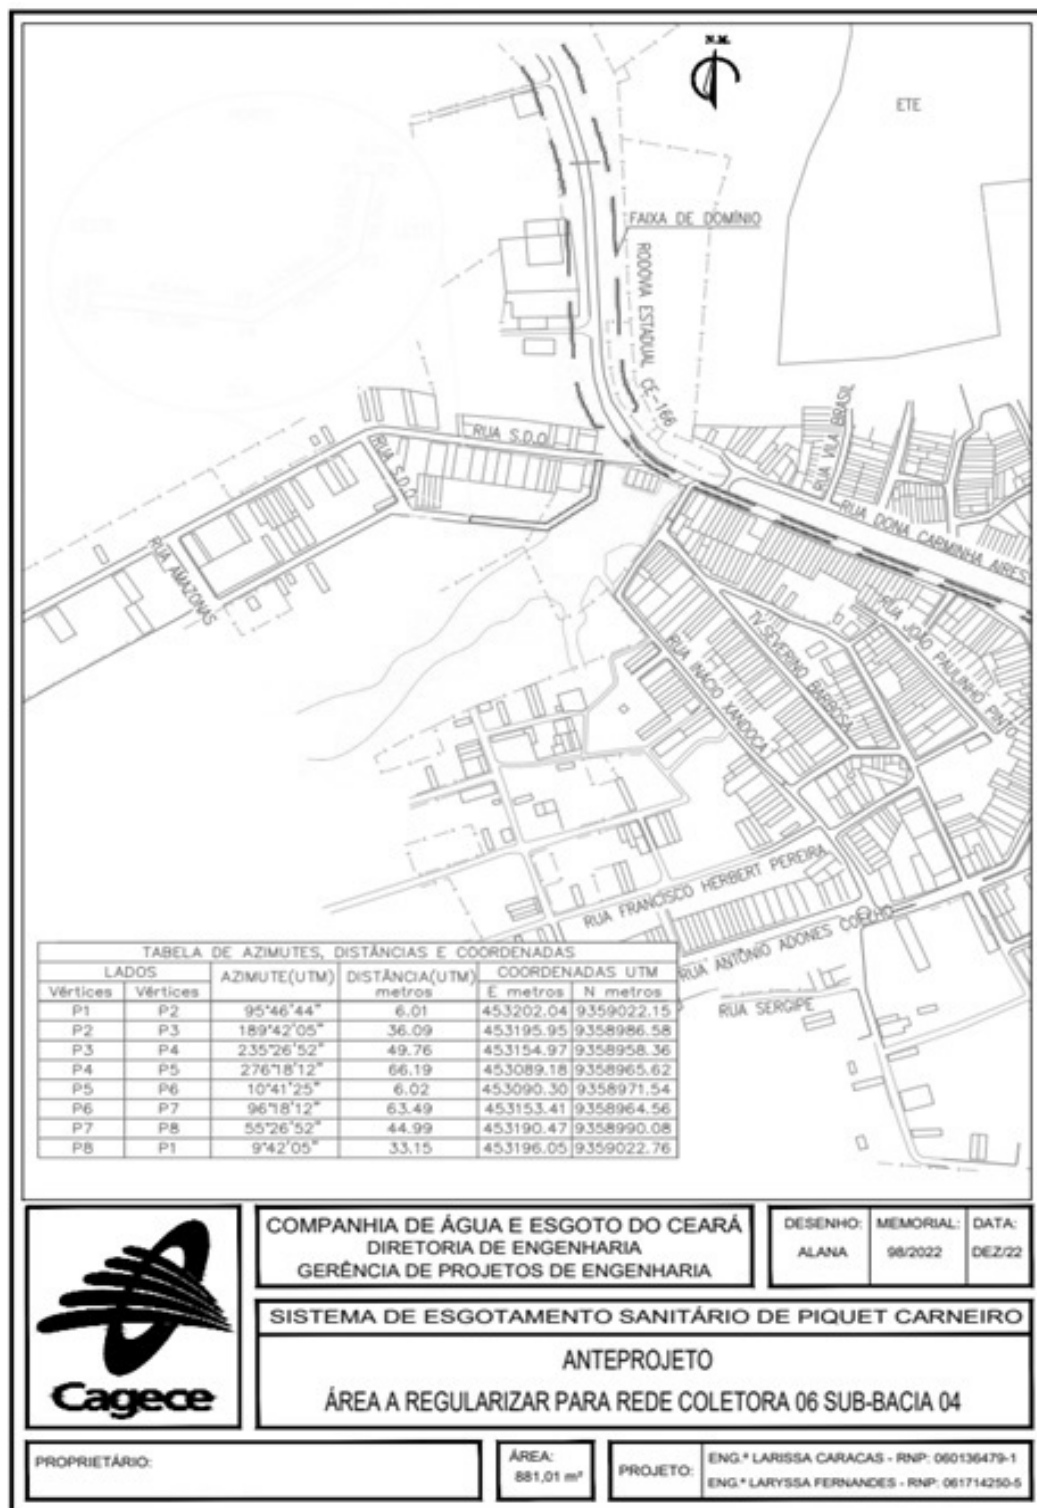 N.M.
ETE
FAIXA DE DOMÍNIO
RODOVIA ESTADUAL CE-166
RUA VILA BRASIL
RUA S.D.O
RUA S.D.O
RUA DONA CARMINHA AIRES
RUA AMAZONAS
RUA JOÃO PAULINHO PINTO
TV SEVERINO BARBOSA
RUA INÁCIO XANDOCA
RUA FRANCISCO HERBERT PEREIRA
RUA ANTÔNIO ADONES COELHO
RUA SERGIPE
TABELA DE AZIMUTES, DISTÂNCIAS E COORDENADAS
LADOS AZIMUTE(UTM) DISTÂNCIA(UTM) COORDENADAS UTM
Vértices Vértices metros E metros N metros
P1 P2 95°46'44" 6.01 453202.04 9359022.15
P2 P3 189°42'05" 36.09 453195.95 9358986.58
P3 P4 235°26'52" 49.76 453154.97 9358958.36
P4 P5 276°18'12" 66.19 453089.18 9358965.62
P5 P6 10°41'25" 6.02 453090.30 9358971.54
P6 P7 96°18'12" 63.49 453153.41 9358964.56
P7 P8 55°26'52" 44.99 453190.47 9358990.08
P8 P1 9°42'05" 33.15 453196.05 9359022.76
Cagece
COMPANHIA DE ÁGUA E ESGOTO DO CEARÁ
DIRETORIA DE ENGENHARIA
GERÊNCIA DE PROJETOS DE ENGENHARIA
DESENHO: MEMORIAL: DATA:
ALANA 98/2022 DEZ/22
SISTEMA DE ESGOTAMENTO SANITÁRIO DE PIQUET CARNEIRO
ANTEPROJETO
ÁREA A REGULARIZAR PARA REDE COLETORA 06 SUB-BACIA 04
PROPRIETÁRIO:
ÁREA:
881,01 m²
PROJETO:
ENG.ª LARISSA CARACAS - RNP: 060136479-1
ENG.ª LARYSSA FERNANDES - RNP: 061714250-5